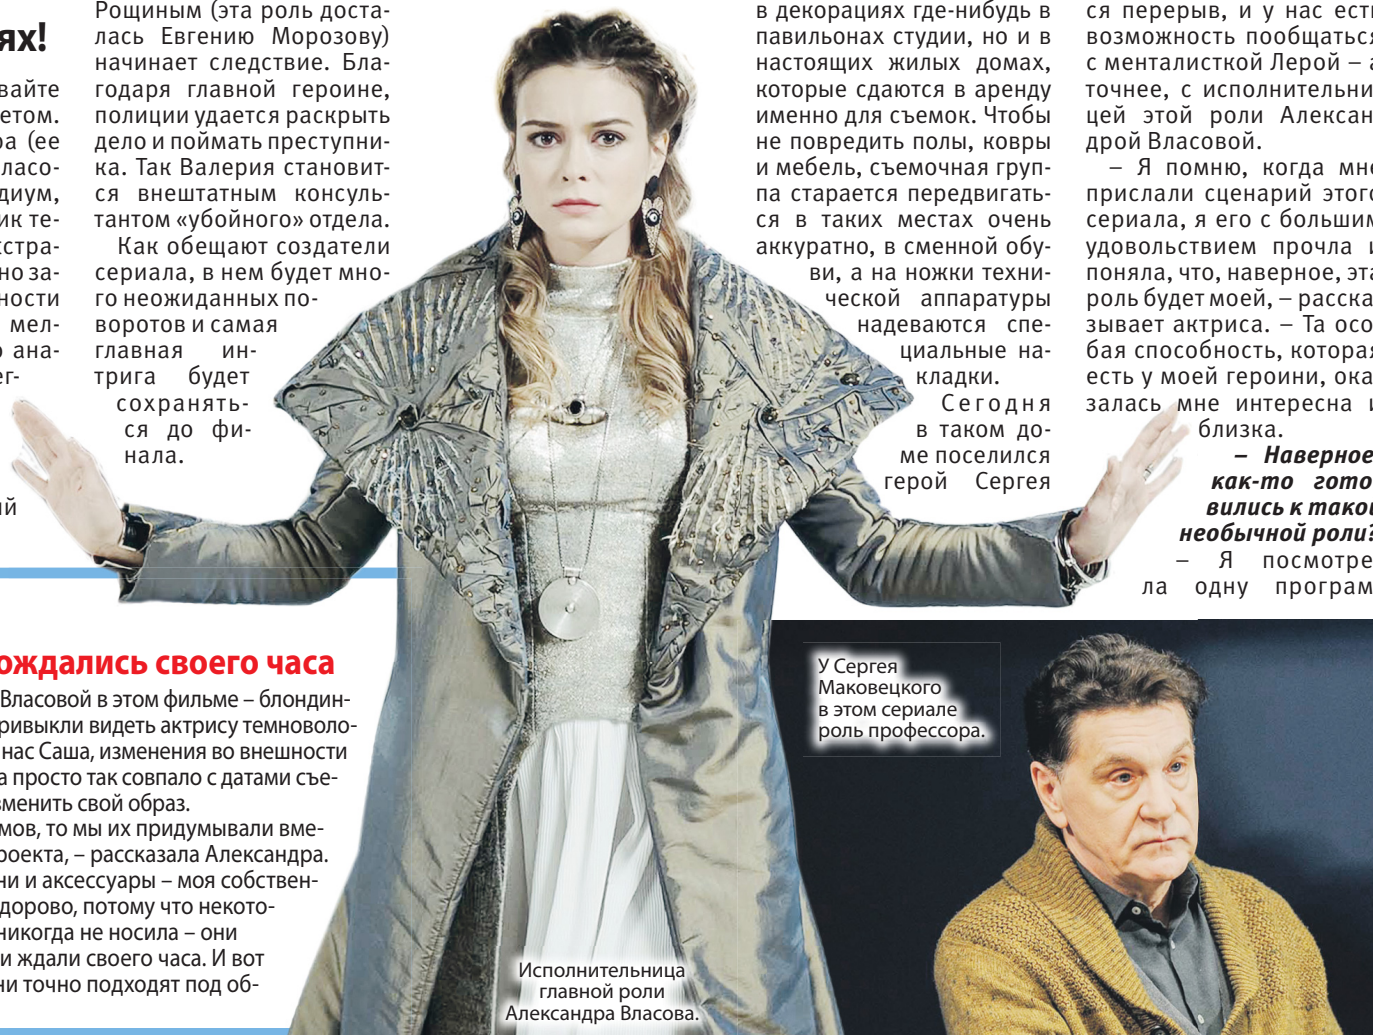 ях!
вайте
етом.
ра (ее
ласо-
диум,
ик те-
кстра-
но за-
ности
мел-
о ана-
ег-
ий
Рощиным (эта роль доста-
лась Евгению Морозову)
начинает следствие. Бла-
годаря главной героине,
полиции удается раскрыть
дело и поймать преступни-
ка. Так Валерия становит-
ся внештатным консуль-
тантом «убойного» отдела.
Как обещают создатели
сериала, в нем будет мно-
го неожиданных по-
воротов и самая
главная ин-
трига будет
сохранять-
ся до фи-
нала.
в декорациях где-нибудь в
павильонах студии, но и в
настоящих жилых домах,
которые сдаются в аренду
именно для съемок. Чтобы
не повредить полы, ковры
и мебель, съемочная груп-
па старается передвигать-
ся в таких местах очень
аккуратно, в сменной обу-
ви, а на ножки техни-
ческой аппаратуры
надеваются спе-
циальные на-
кладки.
Сегодня
в таком до-
ме поселился
герой Сергея
ся перерыв, и у нас есть
возможность пообщаться
с менталисткой Лерой – а
точнее, с исполнительни-
цей этой роли Алексан-
дрой Власовой.
– Я помню, когда мне
прислали сценарий этого
сериала, я его с большим
удовольствием прочла и
поняла, что, наверное, эта
роль будет моей, – расска-
зывает актриса. – Та осо-
бая способность, которая
есть у моей героини, ока-
залась мне интересна и
близка.
– Наверное,
как-то гото-
вились к такой
необычной роли?
– Я посмотре-
ла одну програм-
ождались своего часа
Власовой в этом фильме – блондин-
ривыкли видеть актрису темноволо-
нас Саша, изменения во внешности
а просто так совпало с датами съе-
зменить свой образ.
мов, то мы их придумывали вме-
роекта, – рассказала Александра.
ни и аксессуары – моя собствен-
дорово, потому что некото-
никогда не носила – они
и ждали своего часа. И вот
ни точно подходят под об-
Исполнительница
главной роли
Александра Власова.
У Сергея
Маковецкого
в этом сериале
роль профессора.